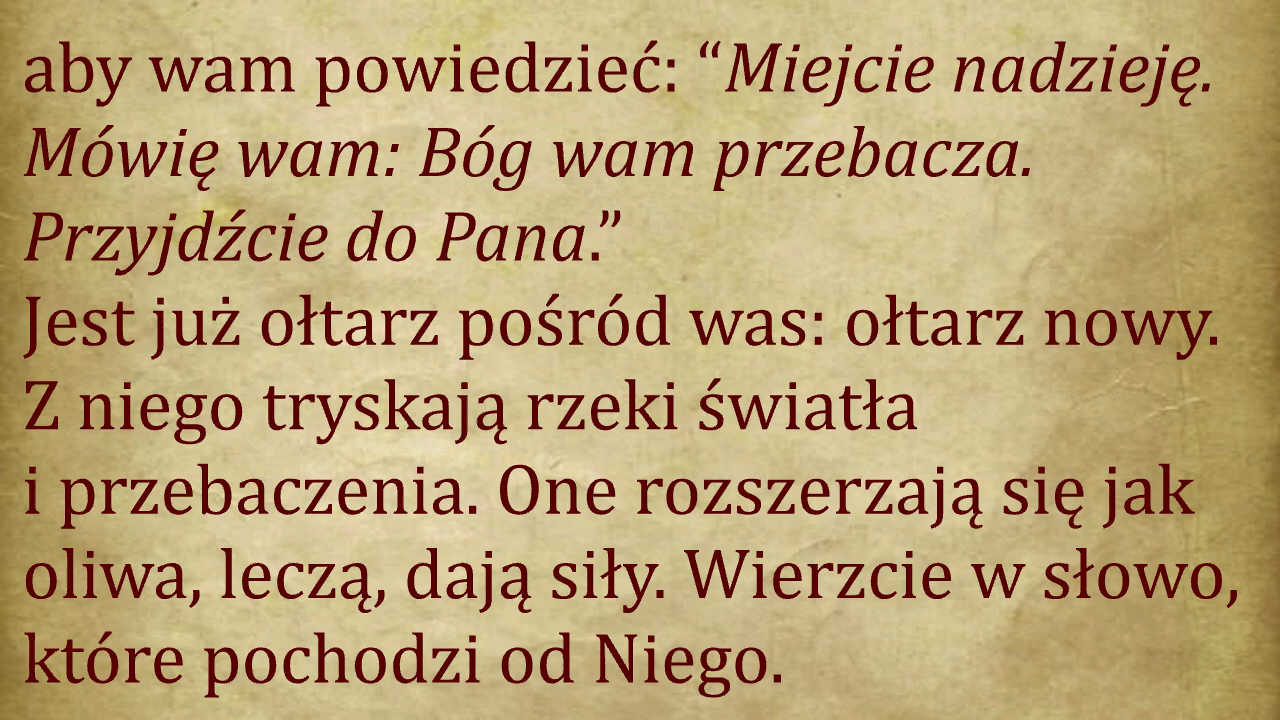 aby wam powiedzieć: “Miejcie nadzieję.
Mówię wam: Bóg wam przebacza.
Przyjdźcie do Pana.”
Jest już ołtarz pośród was: ołtarz nowy.
Z niego tryskają rzeki światła
i przebaczenia. One rozszerzają się jak
oliwa, leczą, dają siły. Wierzcie w słowo,
które pochodzi od Niego.